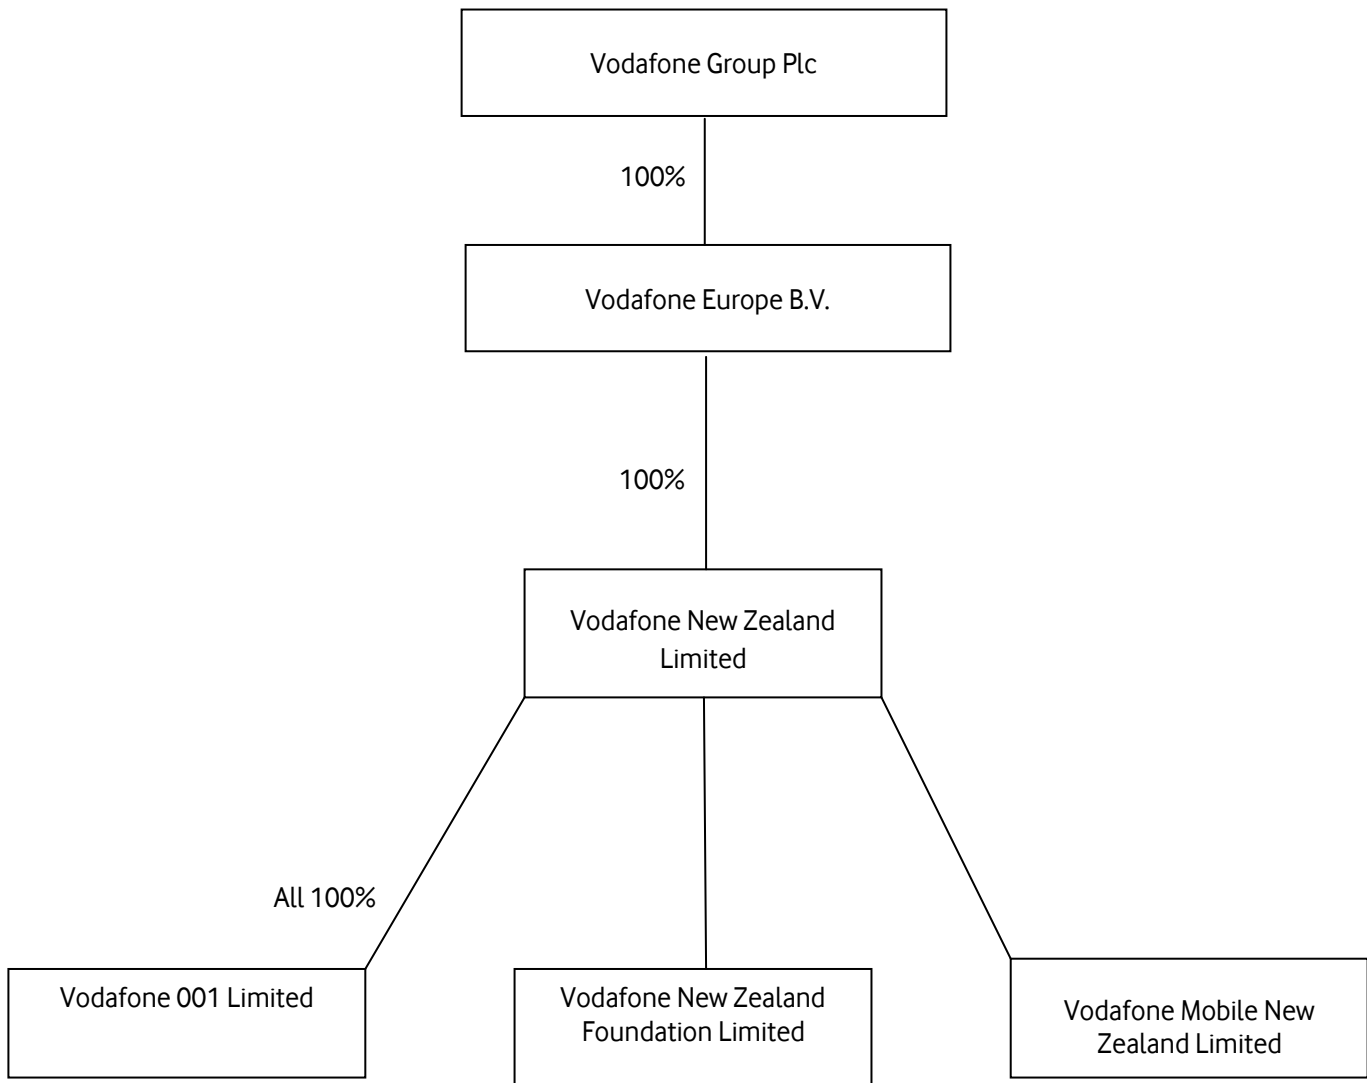 Vodafone Group Plc
100%
Vodafone Europe B.V.
100%
Vodafone New Zealand
Limited
All 100%
Vodafone 001 Limited
Vodafone New Zealand
Foundation Limited
Vodafone Mobile New
Zealand Limited